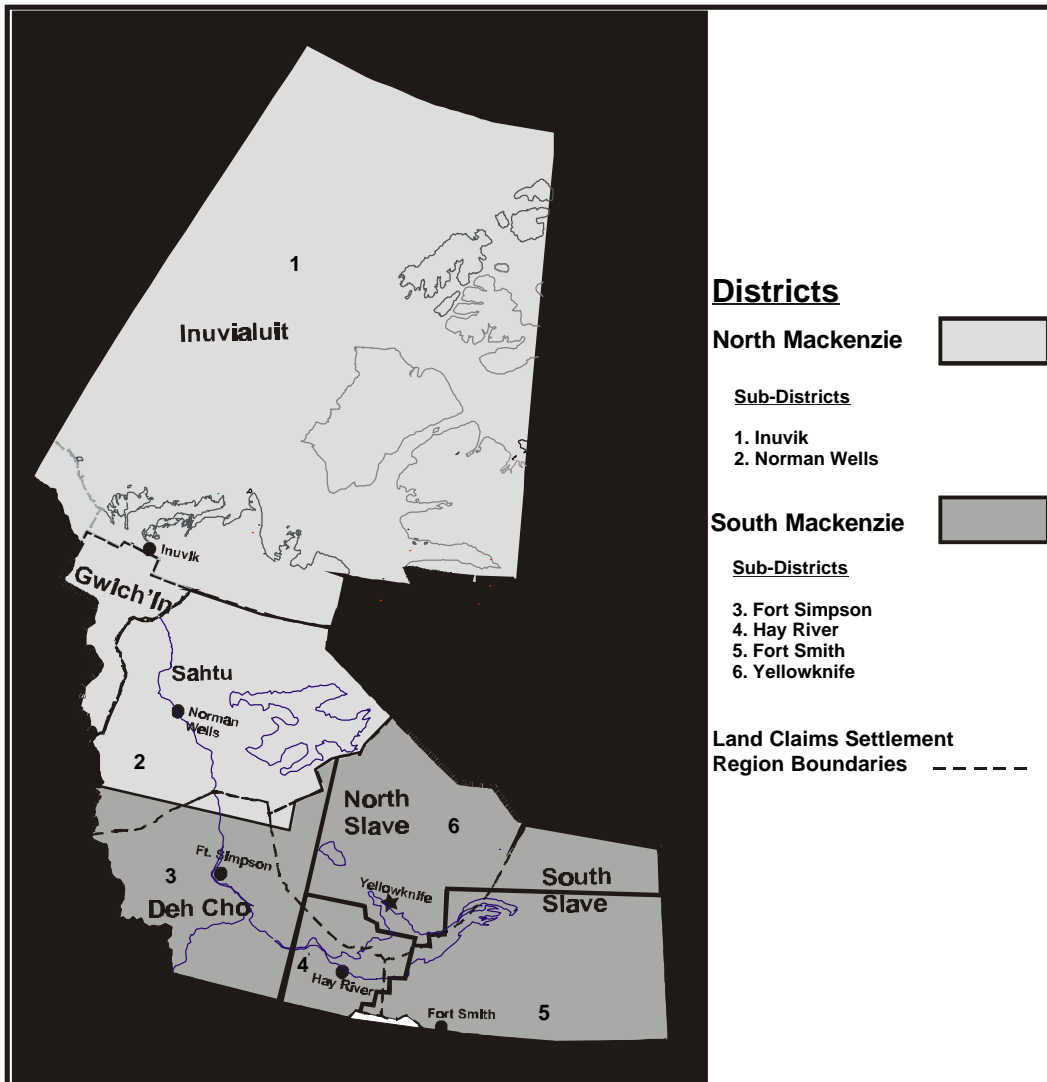 1
Inuvialuit
Inuvik
Gwich'In
Sahtu
Norman
Wells
2
North
Slave
6
Ft. Simpson
3
Deh Cho
Yellowknife
South
Slave
4
Hay River
Fort Smith
5
Districts
North Mackenzie
Sub-Districts
1. Inuvik
2. Norman Wells
South Mackenzie
Sub-Districts
3. Fort Simpson
4. Hay River
5. Fort Smith
6. Yellowknife
Land Claims Settlement
Region Boundaries